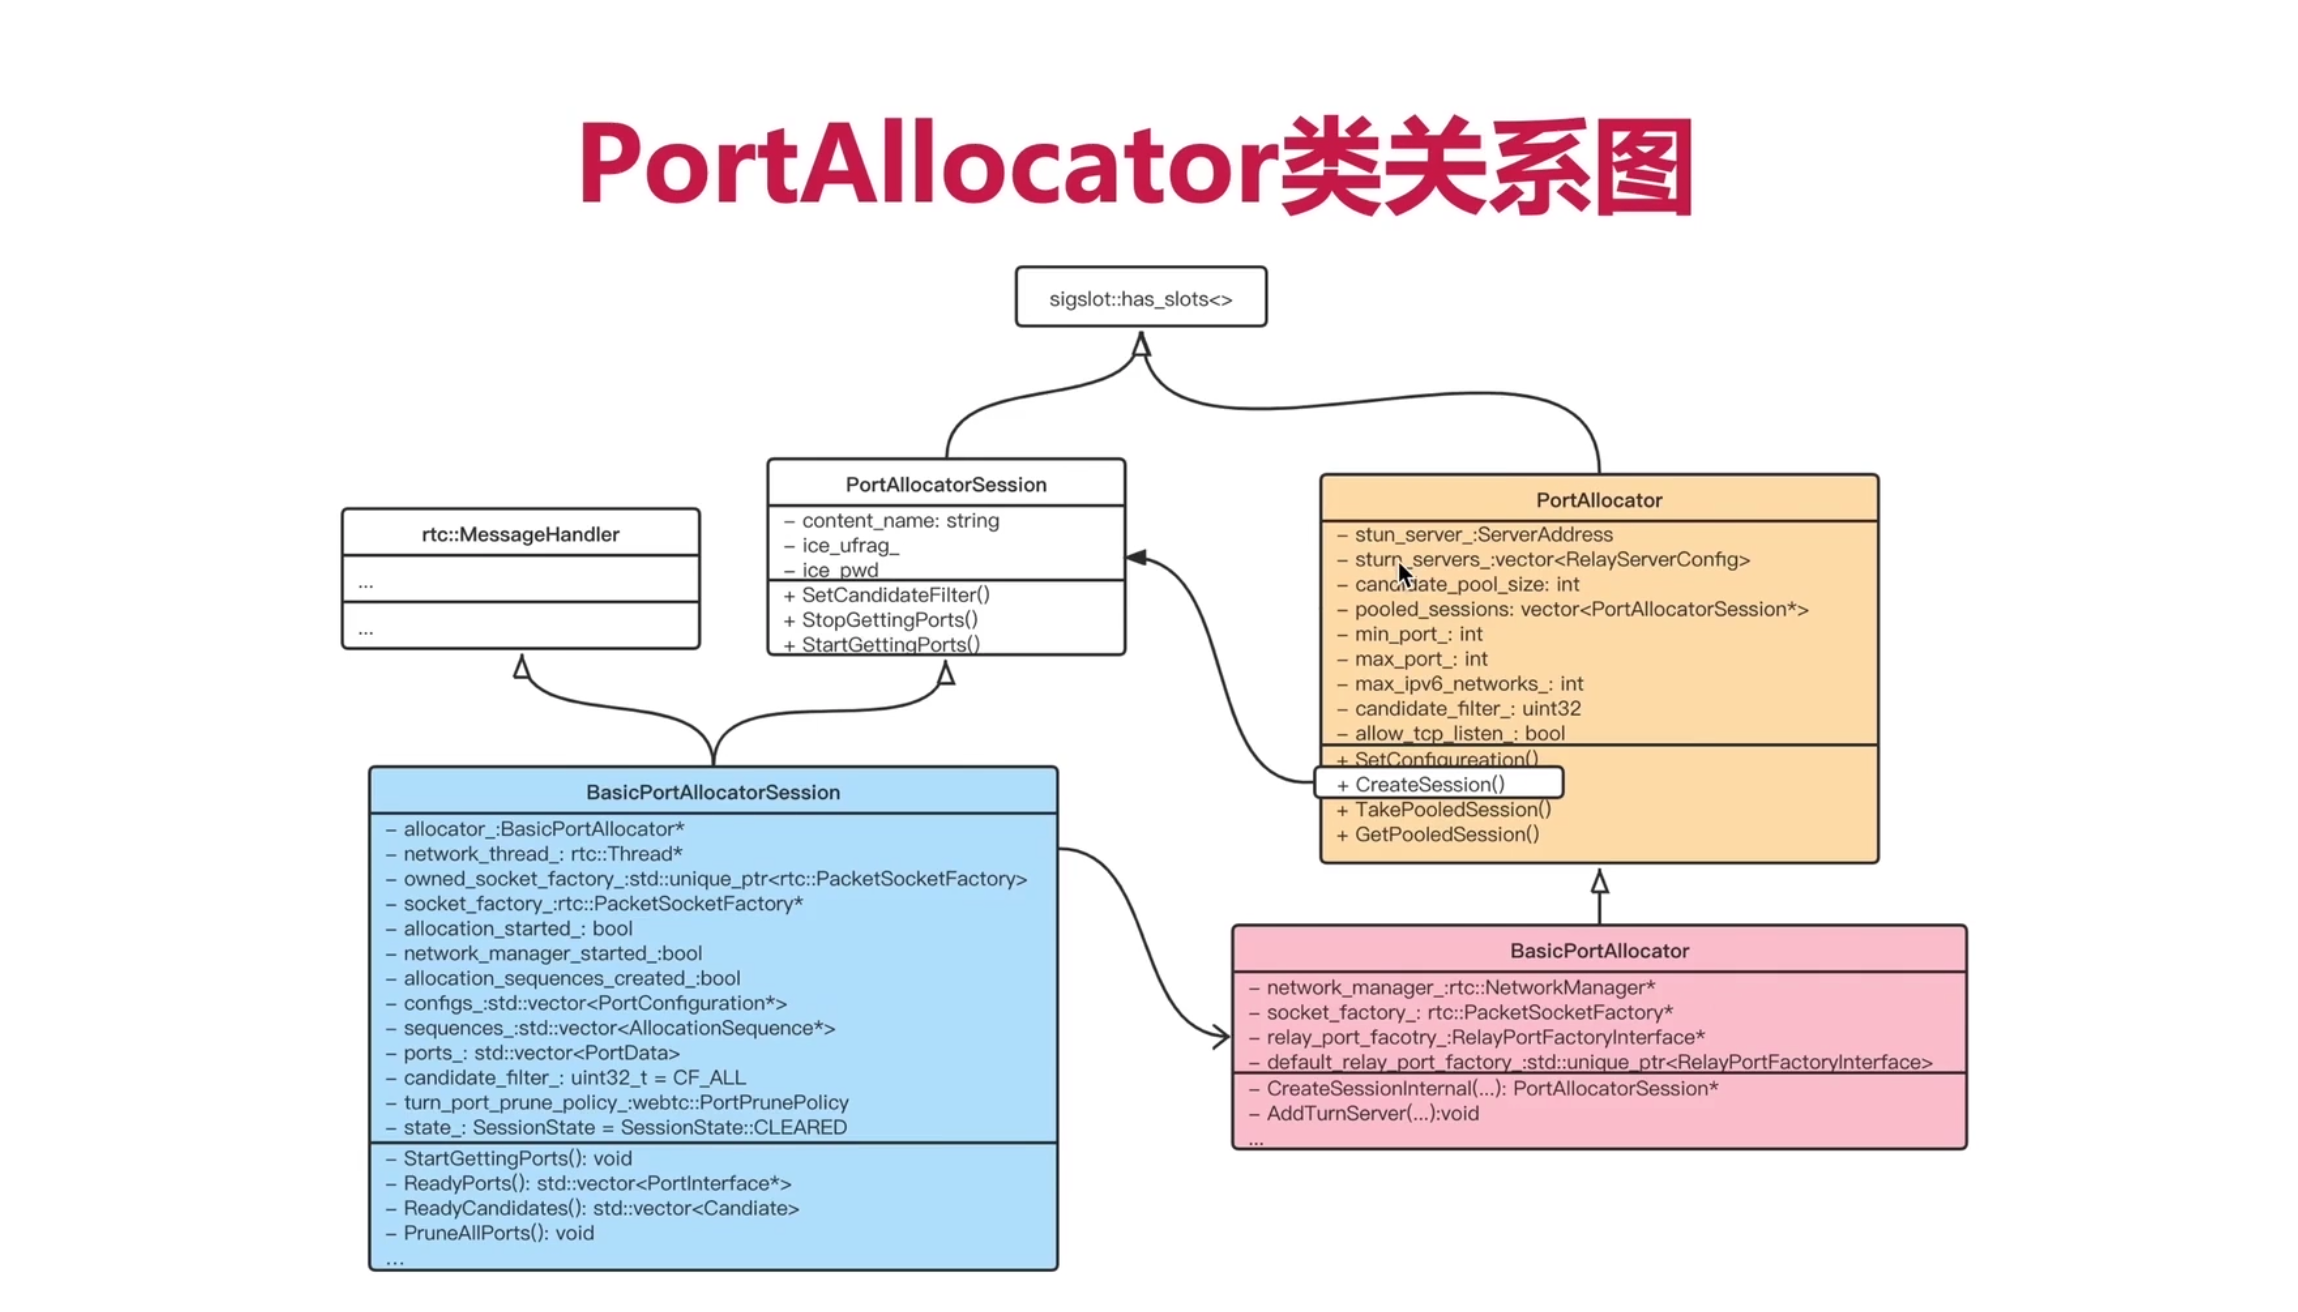 PortAllocator类关系图
sigslot::has_slots<>
PortAllocatorSession
– content_name: string
– ice_ufrag_
– ice_pwd
+ SetCandidateFilter()
+ StopGettingPorts()
+ StartGettingPorts()
rtc::MessageHandler
...
...
PortAllocator
– stun_server_:ServerAddress
– sturn_servers_:vector<RelayServerConfig>
– candidate_pool_size: int
– pooled_sessions: vector<PortAllocatorSession*>
– min_port_: int
– max_port_: int
– max_ipv6_networks_: int
– candidate_filter_: uint32
– allow_tcp_listen_: bool
+ SetConfigureation()
+ CreateSession()
+ TakePooledSession()
+ GetPooledSession()
BasicPortAllocatorSession
– allocator_:BasicPortAllocator*
– network_thread_: rtc::Thread*
– owned_socket_factory_:std::unique_ptr<rtc::PacketSocketFactory>
– socket_factory_:rtc::PacketSocketFactory*
– allocation_started_: bool
– network_manager_started_:bool
– allocation_sequences_created_:bool
– configs_:std::vector<PortConfiguration*>
– sequences_:std::vector<AllocationSequence*>
– ports_: std::vector<PortData>
– candidate_filter_: uint32_t = CF_ALL
– turn_port_prune_policy_:webtc::PortPrunePolicy
– state_: SessionState = SessionState::CLEARED
– StartGettingPorts(): void
– ReadyPorts(): std::vector<PortInterface*>
– ReadyCandidates(): std::vector<Candiate>
– PruneAllPorts(): void
...
BasicPortAllocator
– network_manager_:rtc::NetworkManager*
– socket_factory_: rtc::PacketSocketFactory*
– relay_port_facotry_:RelayPortFactoryInterface*
– default_relay_port_factory_:std::unique_ptr<RelayPortFactoryInterface>
– CreateSessionInternal(...): PortAllocatorSession*
– AddTurnServer(...):void
...